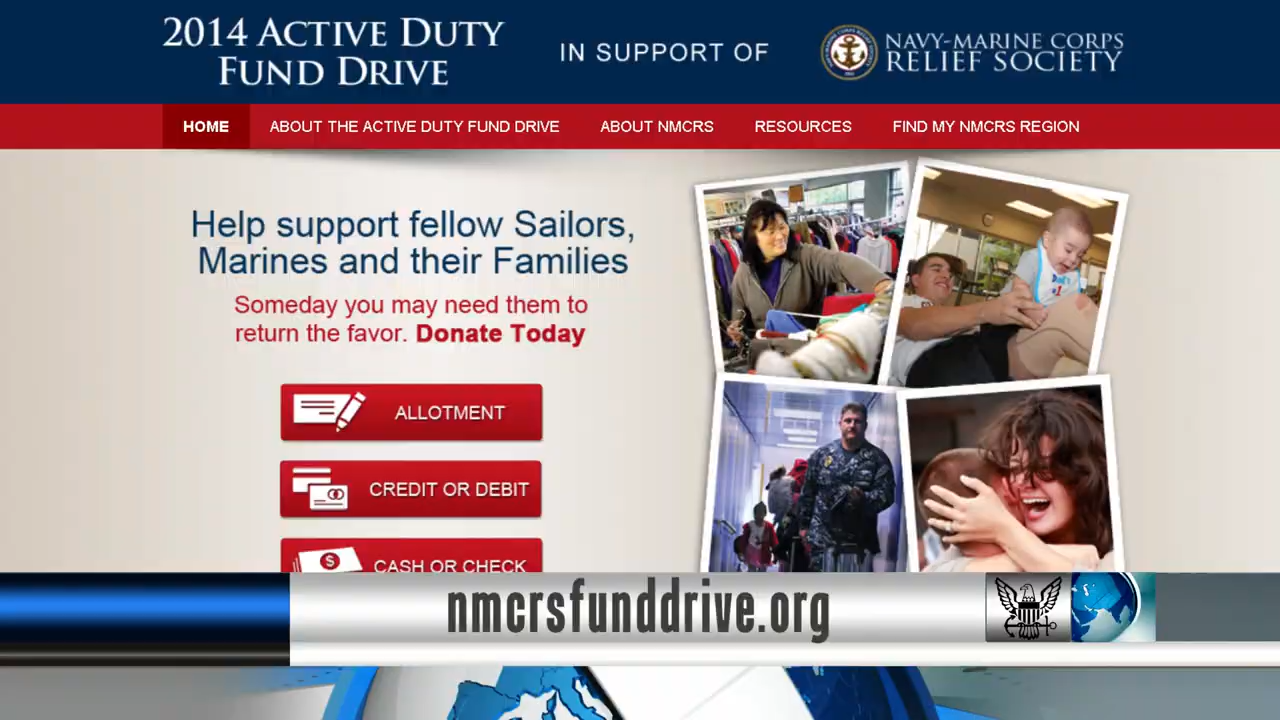 2014 ACTIVE DUTY
FUND DRIVE
IN SUPPORT OF
NAVY-MARINE CORPS
RELIEF SOCIETY
HOME
ABOUT THE ACTIVE DUTY FUND DRIVE
ABOUT NMCRS
RESOURCES
FIND MY NMCRS REGION
Help support fellow Sailors,
Marines and their Families
Someday you may need them to
return the favor. Donate Today
ALLOTMENT
CREDIT OR DEBIT
CASH OR CHECK
nmcrsfunddrive.org